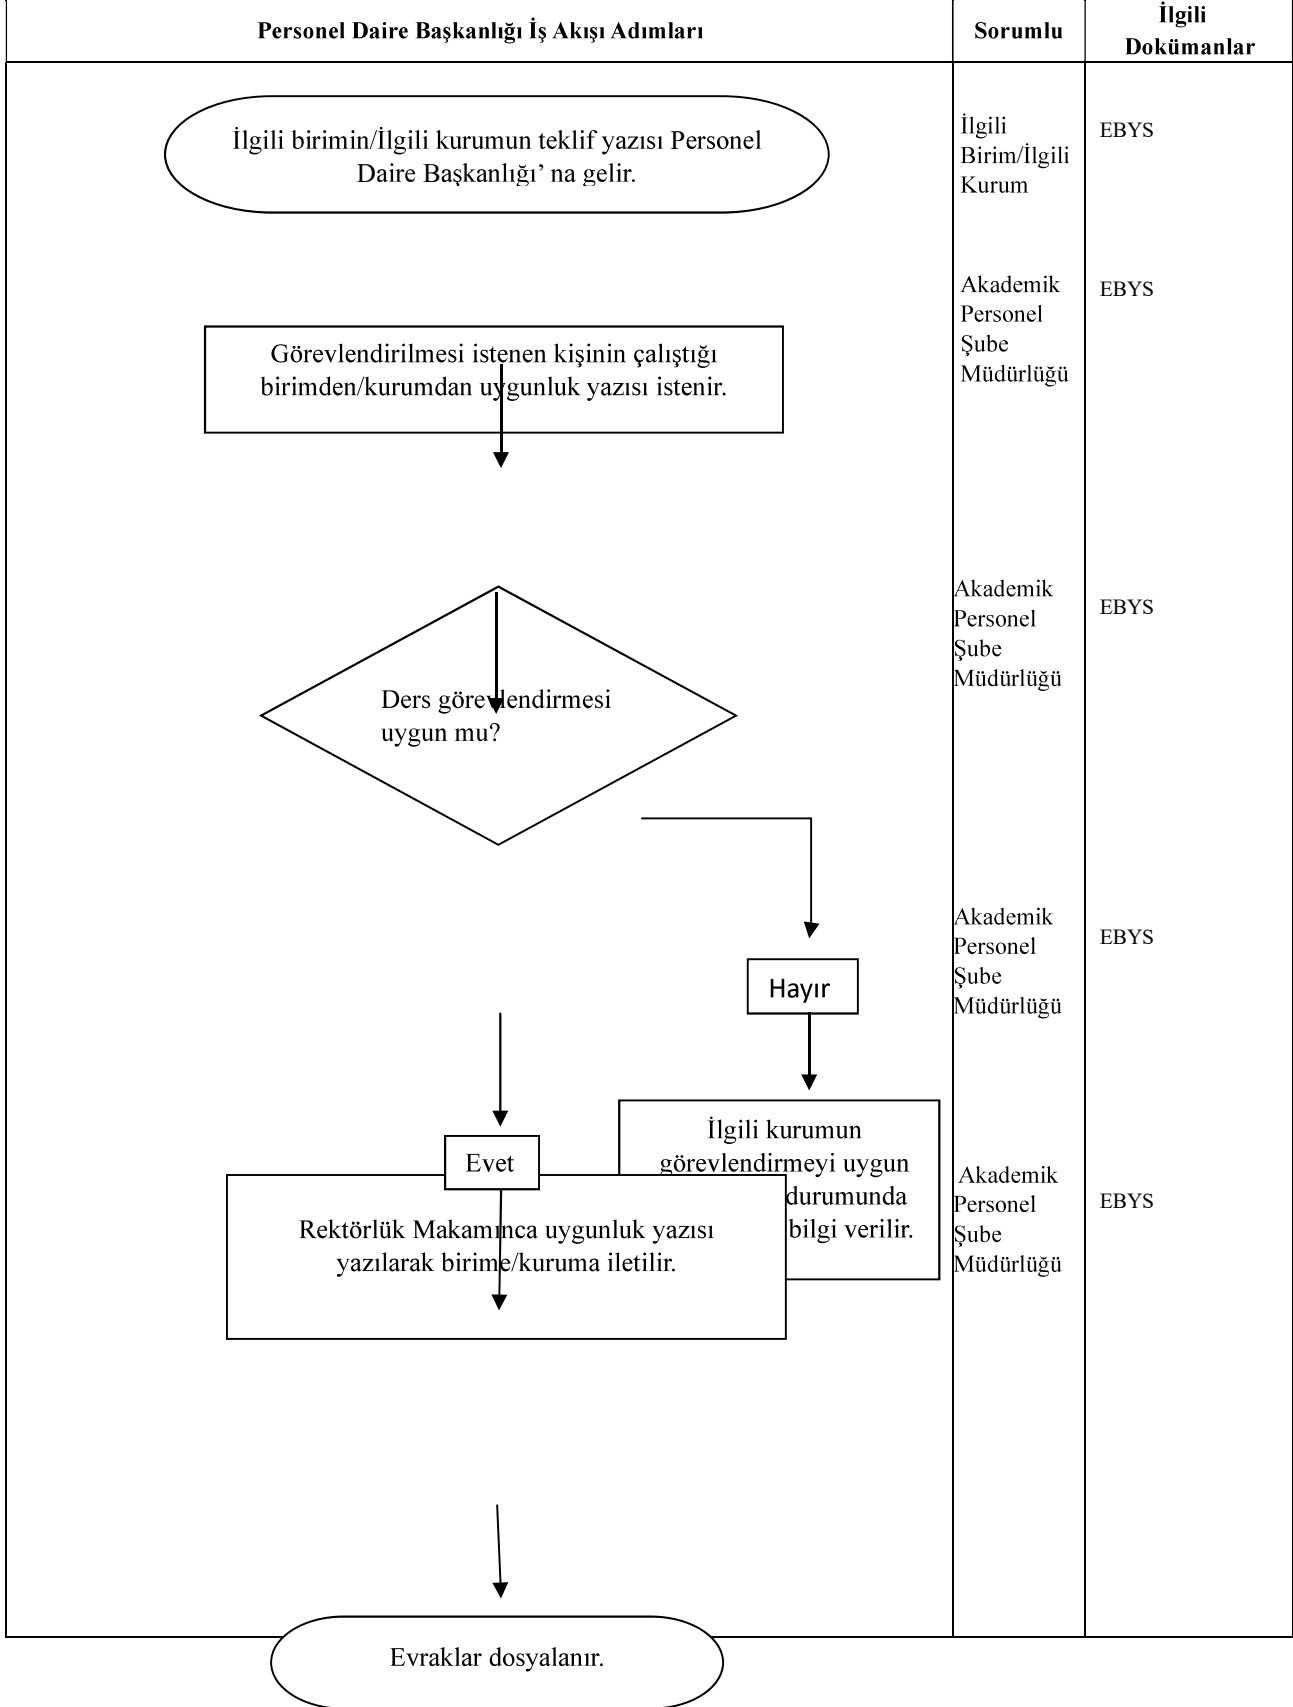 Personel Daire Başkanlığı İş Akışı Adımları
Sorumlu
İlgili
Dokümanlar
İlgili birimin/İlgili kurumun teklif yazısı Personel
Daire Başkanlığı’ na gelir.
İlgili
Birim/İlgili
Kurum
EBYS
Görevlendirilmesi istenen kişinin çalıştığı
birimden/kurumdan uygunluk yazısı istenir.
Akademik
Personel
Şube
Müdürlüğü
EBYS
Ders görevlendirmesi
uygun mu?
Akademik
Personel
Şube
Müdürlüğü
EBYS
Hayır
Akademik
Personel
Şube
Müdürlüğü
EBYS
İlgili kurumun
görevlendirmeyi uygun
durumunda
bilgi verilir.
Evet
Rektörlük Makamınca uygunluk yazısı
yazılarak birime/kuruma iletilir.
Akademik
Personel
Şube
Müdürlüğü
EBYS
Evraklar dosyalanır.